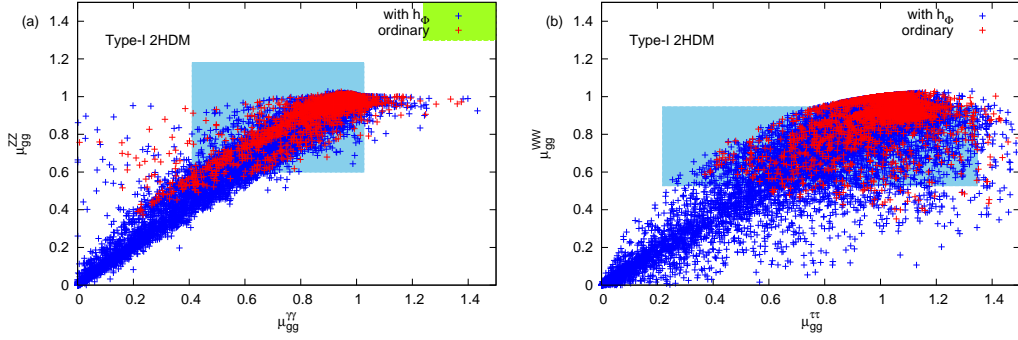 (a)
with h_Φ
ordinary
Type-I 2HDM
1.4
1.2
1
0.8
0.6
0.4
0.2
0
μ_gg^ZZ
0 0.2 0.4 0.6 0.8 1 1.2 1.4
μ_gg^γγ
(b)
with h_Φ
ordinary
Type-I 2HDM
1.4
1.2
1
0.8
0.6
0.4
0.2
0
μ_gg^WW
0 0.2 0.4 0.6 0.8 1 1.2 1.4
μ_gg^ττ